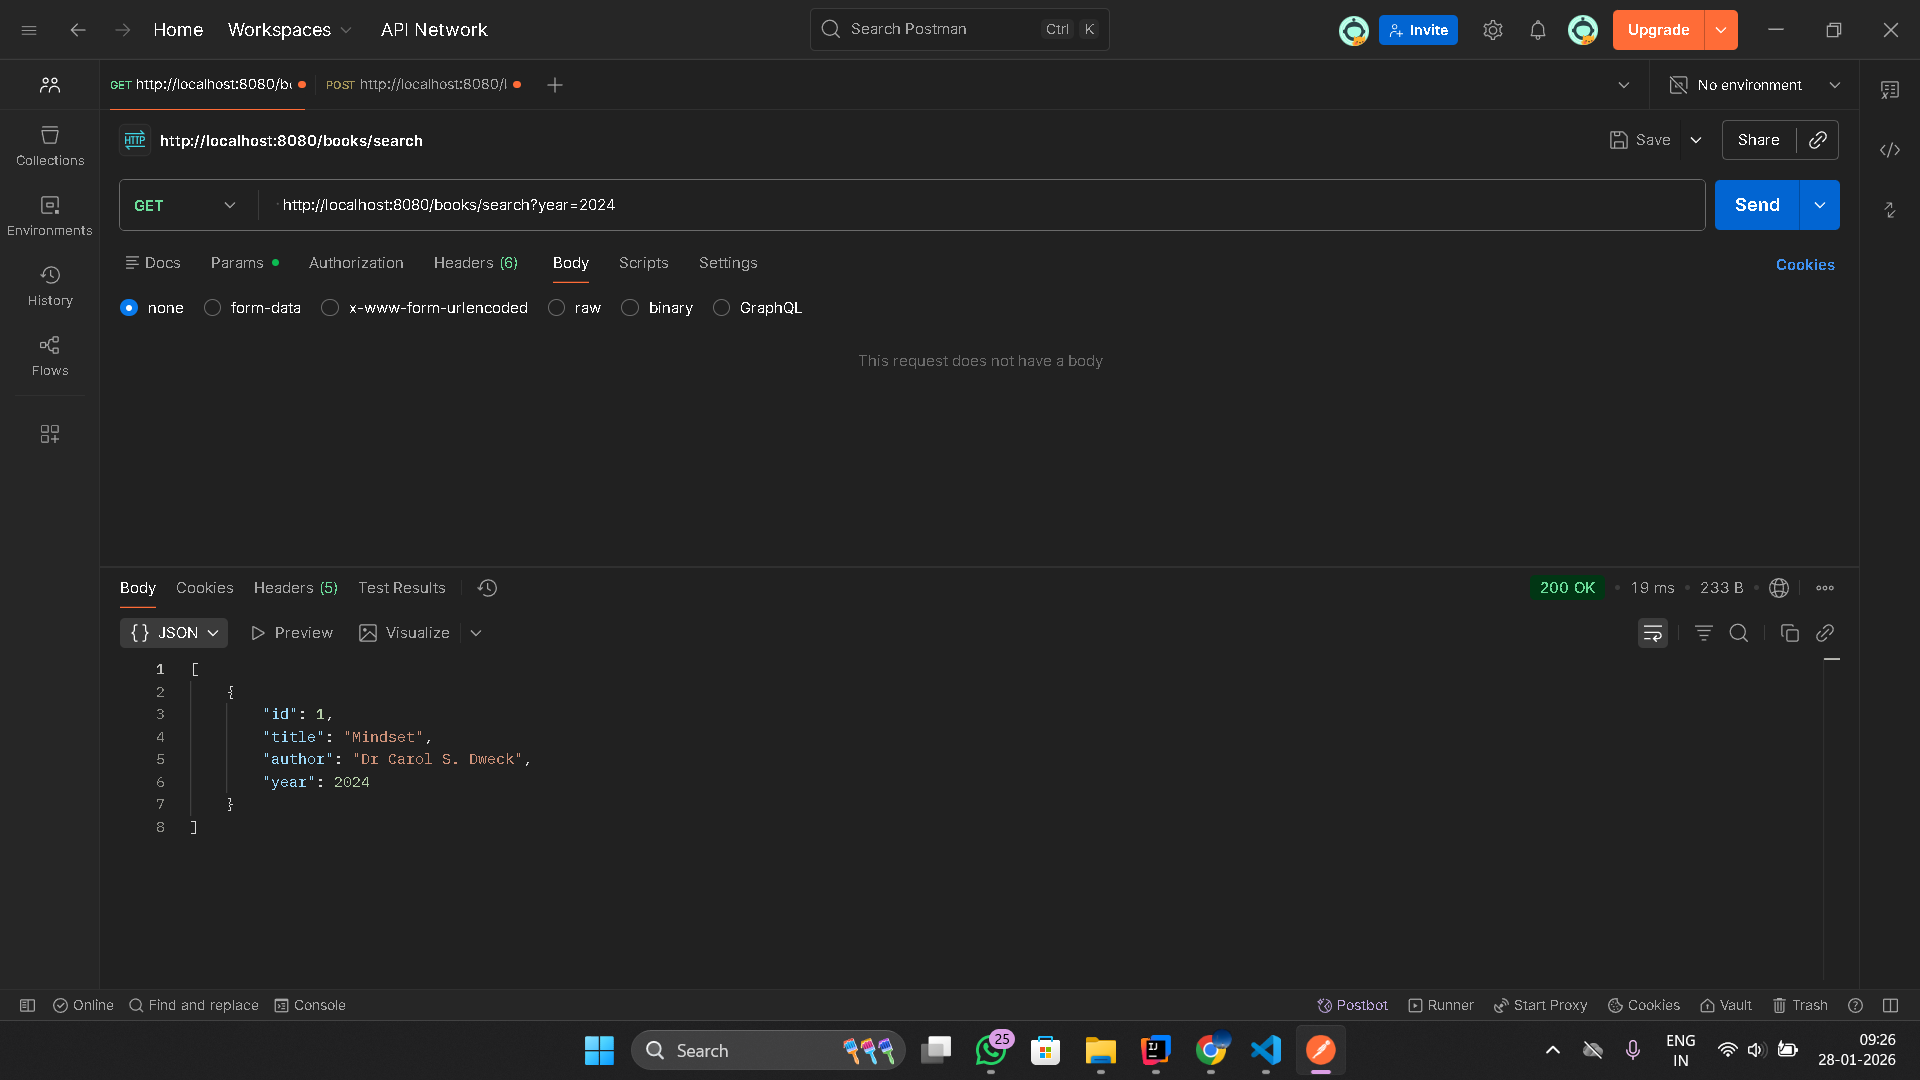 Home Workspaces API Network Search Postman Ctrl K Invite Upgrade
GET http://localhost:8080/b POST http://localhost:8080/ No environment
HTTP http://localhost:8080/books/search Save Share
GET http://localhost:8080/books/search?year=2024 Send
Docs Params Authorization Headers (6) Body Scripts Settings Cookies
none form-data x-www-form-urlencoded raw binary GraphQL
This request does not have a body
Collections
Environments
History
Flows
Body Cookies Headers (5) Test Results 200 OK 19 ms 233 B
{} JSON Preview Visualize
1 [
2 {
3 "id": 1,
4 "title": "Mindset",
5 "author": "Dr Carol S. Dweck",
6 "year": 2024
7 }
8 ]
Online Find and replace Console Postbot Runner Start Proxy Cookies Vault Trash
Search 25 ENG 09:26
IN 28-01-2026